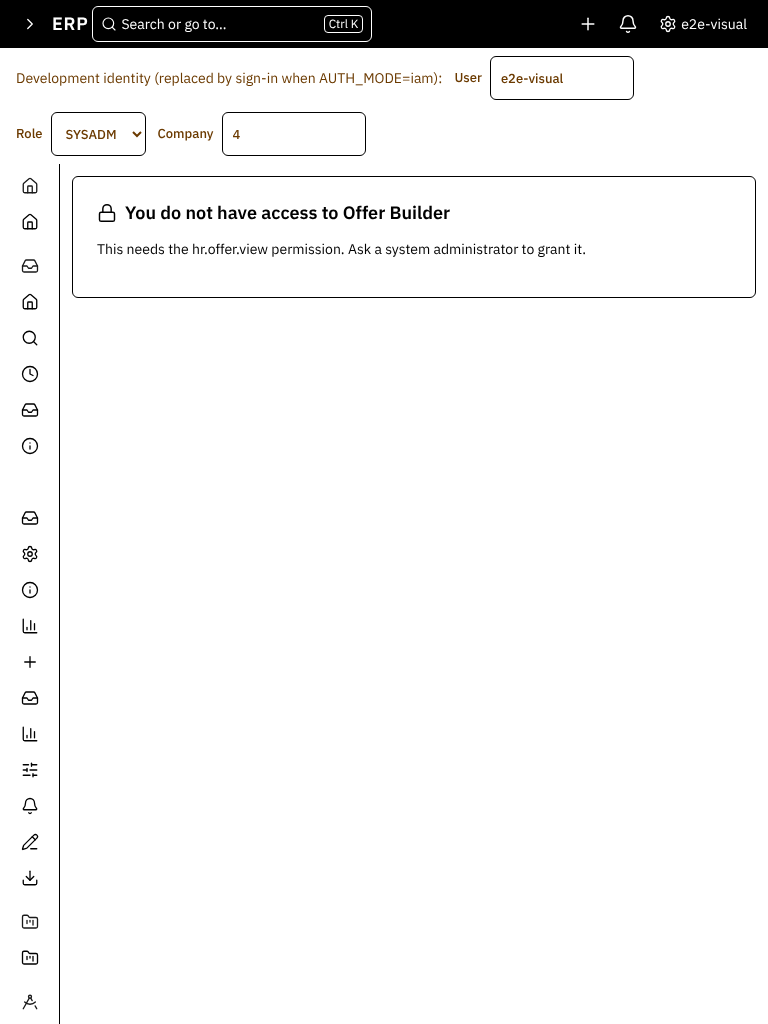 ERP Search or go to... Ctrl K e2e-visual
Development identity (replaced by sign-in when AUTH_MODE=iam): User e2e-visual
Role SYSADM Company 4
You do not have access to Offer Builder
This needs the hr.offer.view permission. Ask a system administrator to grant it.